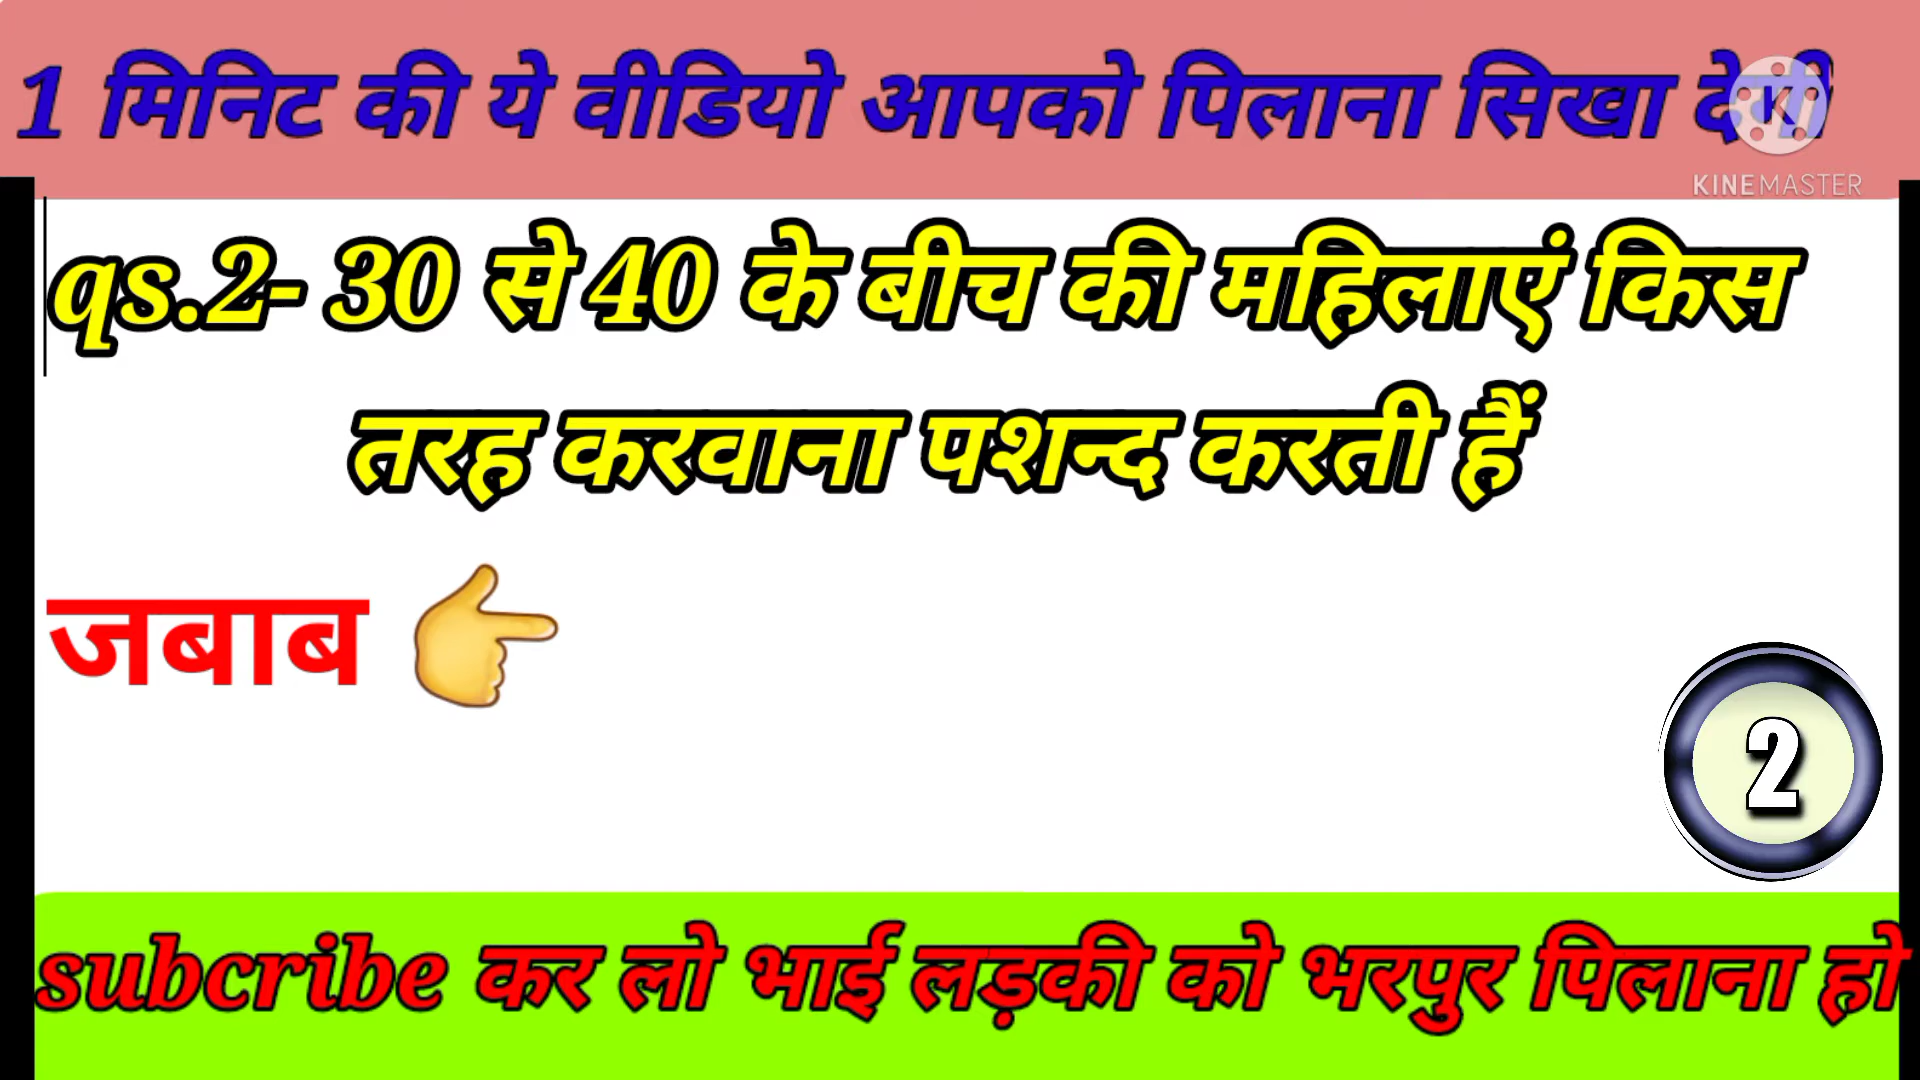 1 मिनिट की ये वीडियो आपको पिलाना सिखा देगी
KINEMASTER
qs.2- 30 से 40 के बीच की महिलाएं किस
तरह करवाना पशन्द करती हैं
जबाब
2
subcribe कर लो भाई लड़की को भरपुर पिलाना हो